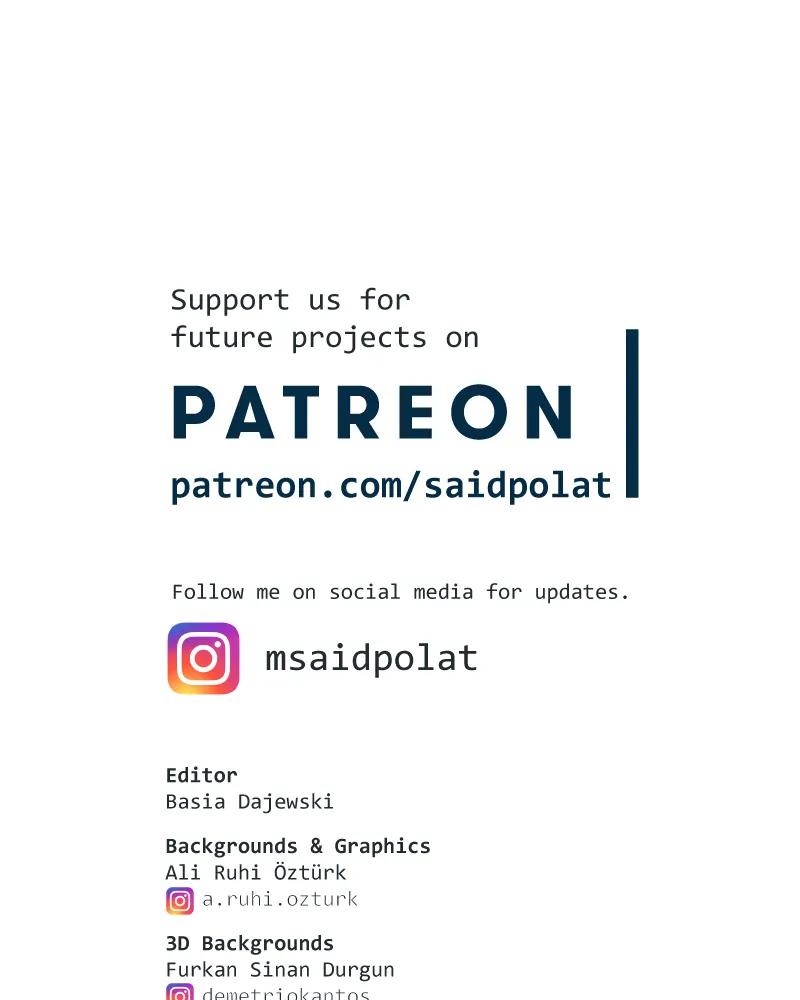 Support us for
future projects on
PATREON
patreon.com/saidpolat
Follow me on social media for updates.
msaidpolat
Editor
Basia Dajewski
Backgrounds & Graphics
Ali Ruhi Öztürk
a.ruhi.ozturk
3D Backgrounds
Furkan Sinan Durgun
demetriokantos